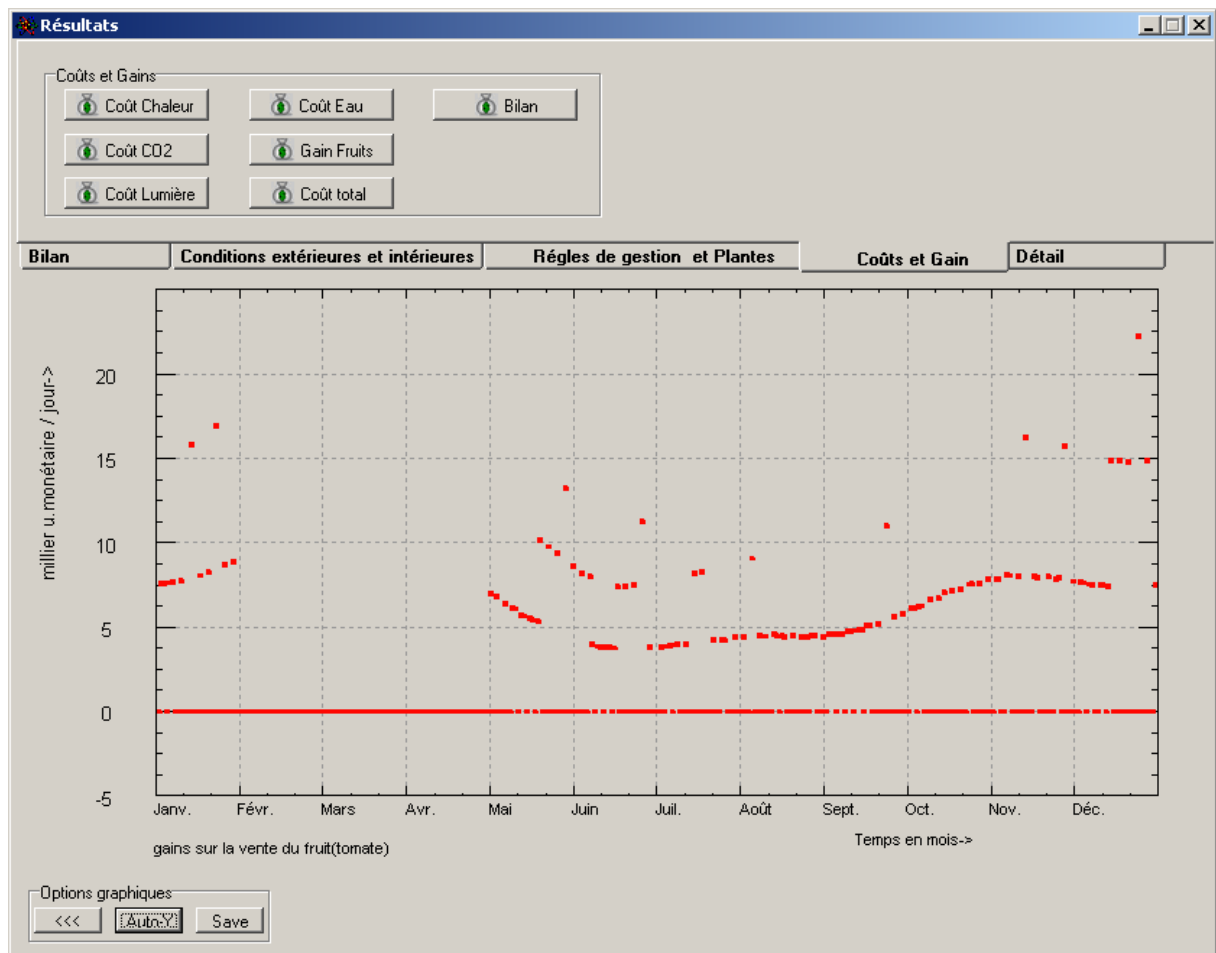 Résultats
Coûts et Gains
Coût Chaleur Coût Eau Bilan
Coût CO2 Gain Fruits
Coût Lumière Coût total
Bilan Conditions extérieures et intérieures Régles de gestion et Plantes Coûts et Gain Détail
millier u.monétaire / jour->
20
15
10
5
0
-5
Janv. Févr. Mars Avr. Mai Juin Juil. Août Sept. Oct. Nov. Déc.
Temps en mois->
gains sur la vente du fruit(tomate)
Options graphiques
<<< Auto-Y Save